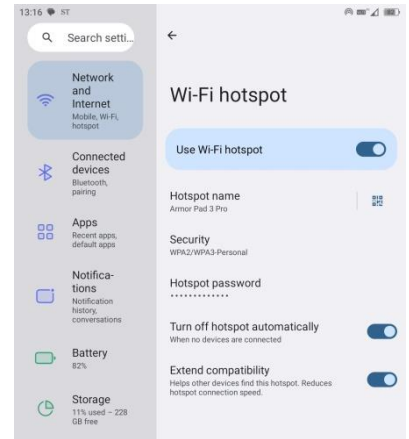 13:16 ST
Search setti...
Wi-Fi hotspot
Network
and
Internet
Mobile, Wi-Fi,
hotspot
Connected
devices
Bluetooth,
pairing
Apps
Recent apps,
default apps
Notifica-
tions
Notification
history,
conversations
Battery
82%
Storage
11% used – 228
GB free
Use Wi-Fi hotspot
Hotspot name
Armor Pad 3 Pro
Security
WPA2/WPA3-Personal
Hotspot password
•••••••••••••
Turn off hotspot automatically
When no devices are connected
Extend compatibility
Helps other devices find this hotspot. Reduces
hotspot connection speed.